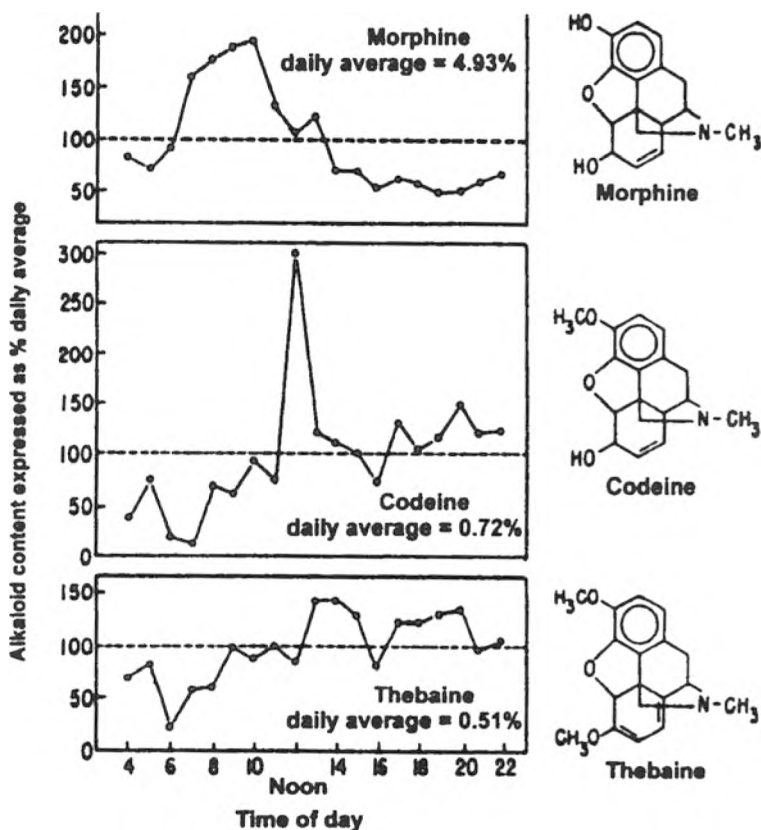 Alkaloid content expressed as % daily average
200
150
100
50
Morphine
daily average = 4.93%
HO
O
N-CH₃
HO
Morphine
300
250
200
150
100
50
0
Codeine
daily average = 0.72%
H₃CO
O
N-CH₃
HO
Codeine
150
100
50
0
Thebaine
daily average = 0.51%
H₃CO
O
N-CH₃
CH₃O
Thebaine
4 6 8 10 14 16 18 20 22
Noon
Time of day